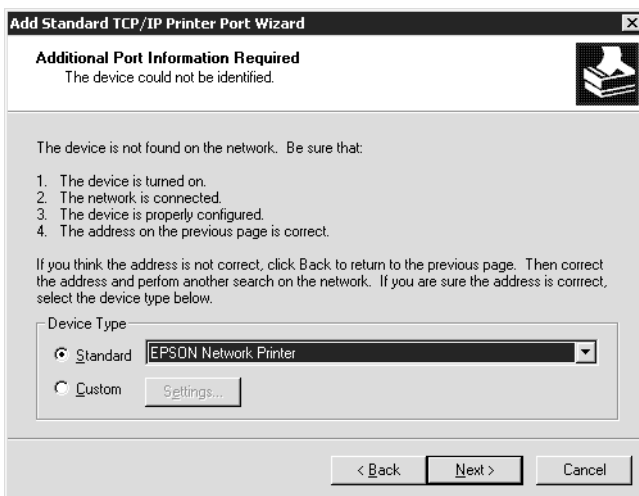 Add Standard TCP/IP Printer Port Wizard
Additional Port Information Required
The device could not be identified.
The device is not found on the network. Be sure that:
1. The device is turned on.
2. The network is connected.
3. The device is properly configured.
4. The address on the previous page is correct.
If you think the address is not correct, click Back to return to the previous page. Then correct
the address and perfom another search on the network. If you are sure the address is corrrect,
select the device type below.
Device Type
Standard EPSON Network Printer
Custom Settings...
< Back Next > Cancel